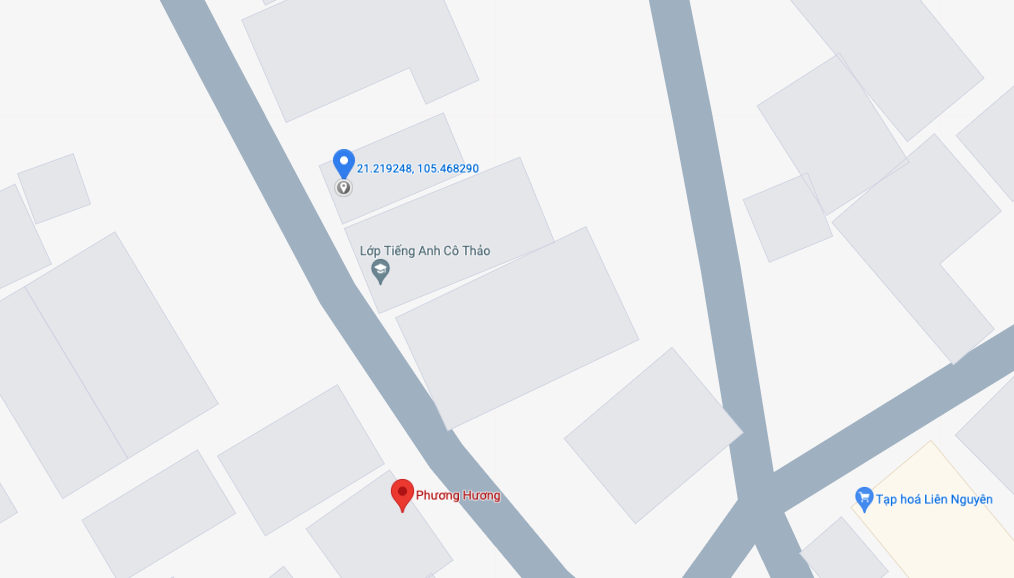 21.219248, 105.468290
Lớp Tiếng Anh Cô Thảo
Phương Hương
Tạp hoá Liên Nguyên